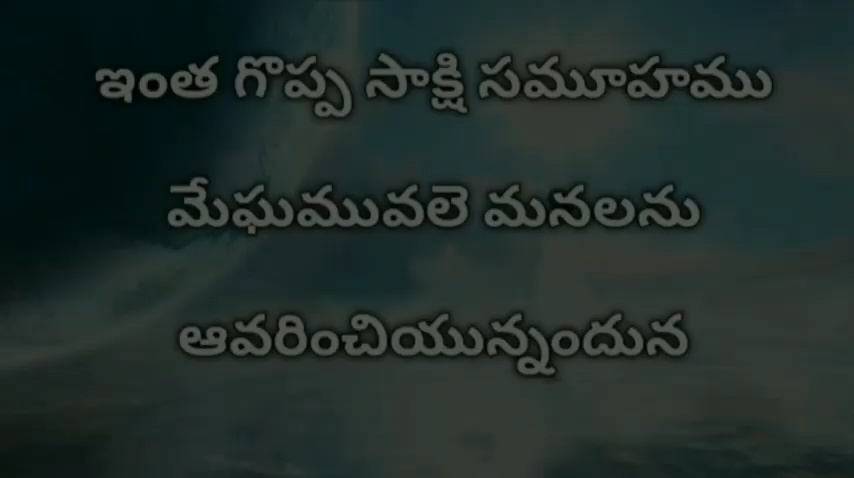 ఇంత గొప్ప సాక్షి సమూహము
మేఘమువలె మనలను
ఆవరించియున్నందున